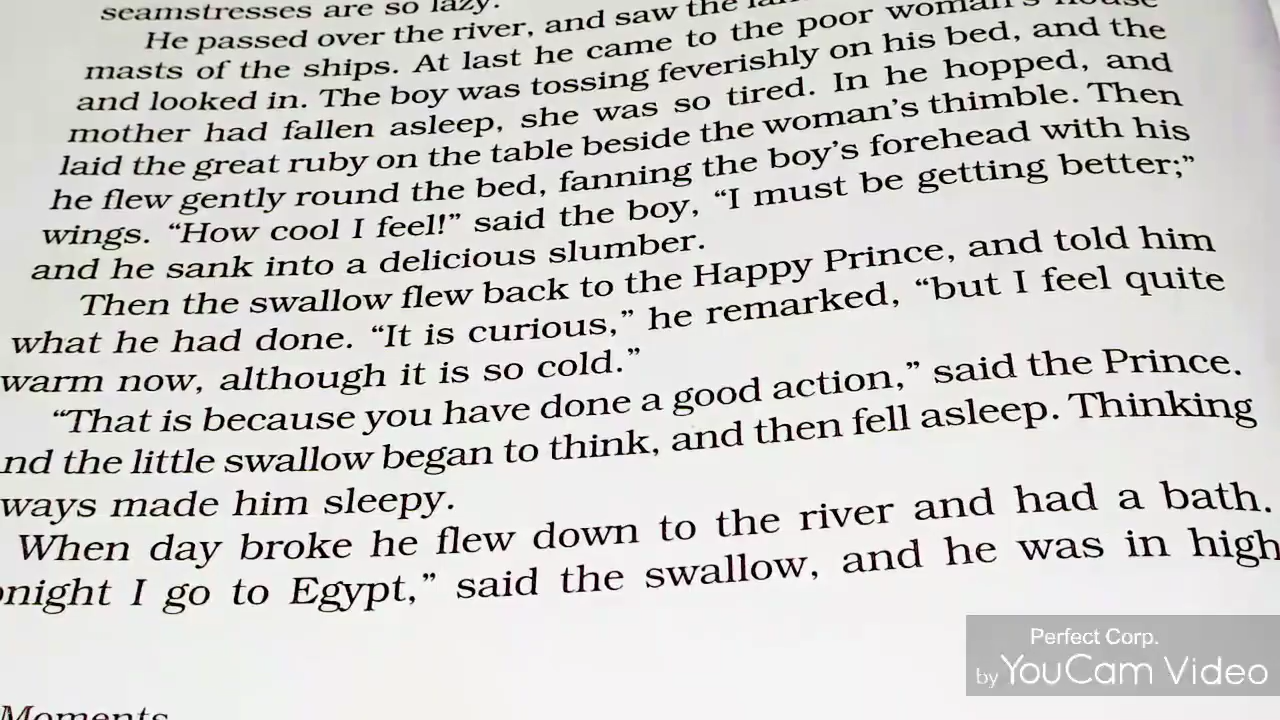 seamstresses are so lazy.
He passed over the river, and saw the
masts of the ships. At last he came to the poor woman's house
and looked in. The boy was tossing feverishly on his bed, and the
mother had fallen asleep, she was so tired. In he hopped, and
laid the great ruby on the table beside the woman's thimble. Then
he flew gently round the bed, fanning the boy's forehead with his
wings. “How cool I feel!” said the boy, “I must be getting better;”
and he sank into a delicious slumber.
Then the swallow flew back to the Happy Prince, and told him
what he had done. “It is curious,” he remarked, “but I feel quite
warm now, although it is so cold.”
“That is because you have done a good action,” said the Prince.
nd the little swallow began to think, and then fell asleep. Thinking
ways made him sleepy.
When day broke he flew down to the river and had a bath.
onight I go to Egypt,” said the swallow, and he was in high
Moments
Perfect Corp.
by YouCam Video